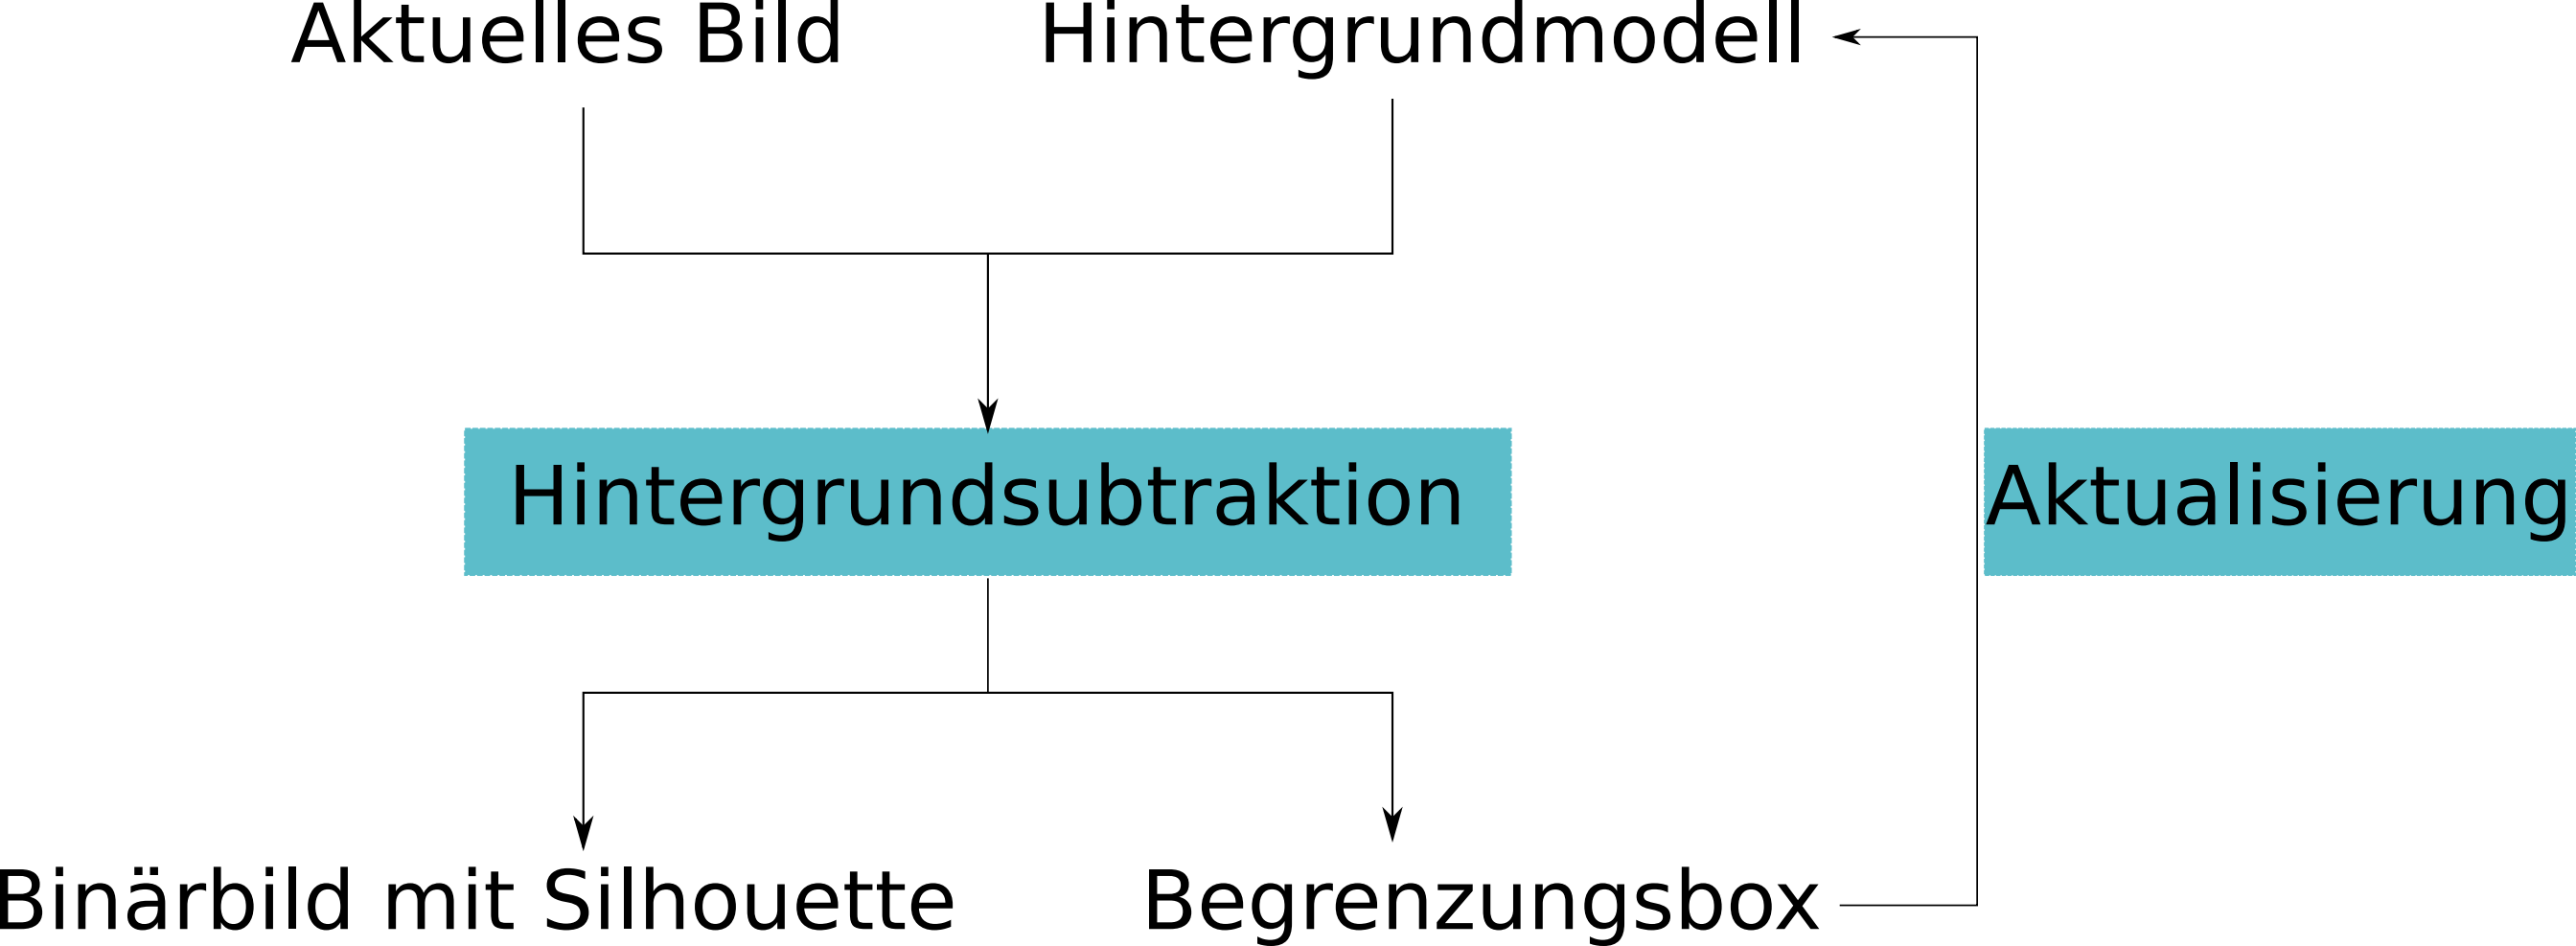 Aktuelles Bild
Hintergrundmodell
Hintergrundsubtraktion
Aktualisierung
Binärbild mit Silhouette
Begrenzungsbox